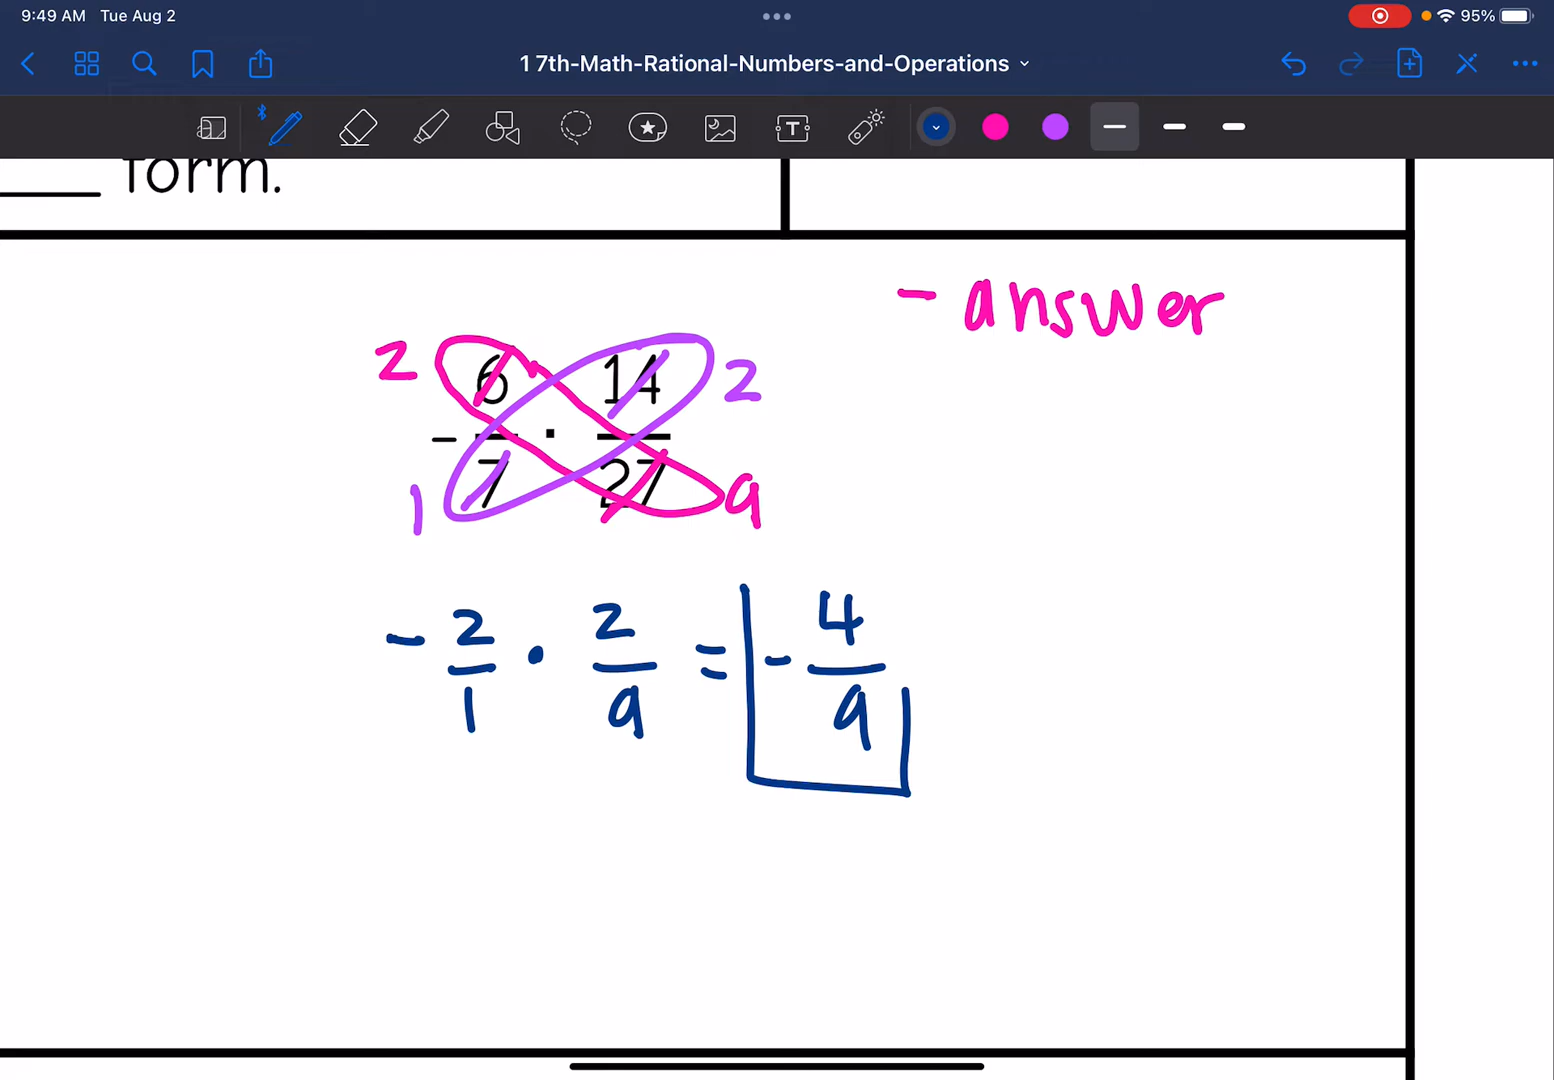 9:49 AM Tue Aug 2
95%
1 7th-Math-Rational-Numbers-and-Operations
T
form.
- answer
2 6 14 2
- ― · ―
1 7 27 9
- 2/1 · 2/9 = - 4/9